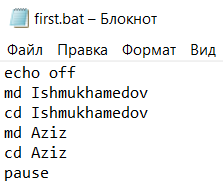 first.bat – Блокнот
Файл Правка Формат Вид
echo off
md Ishmukhamedov
cd Ishmukhamedov
md Aziz
cd Aziz
pause